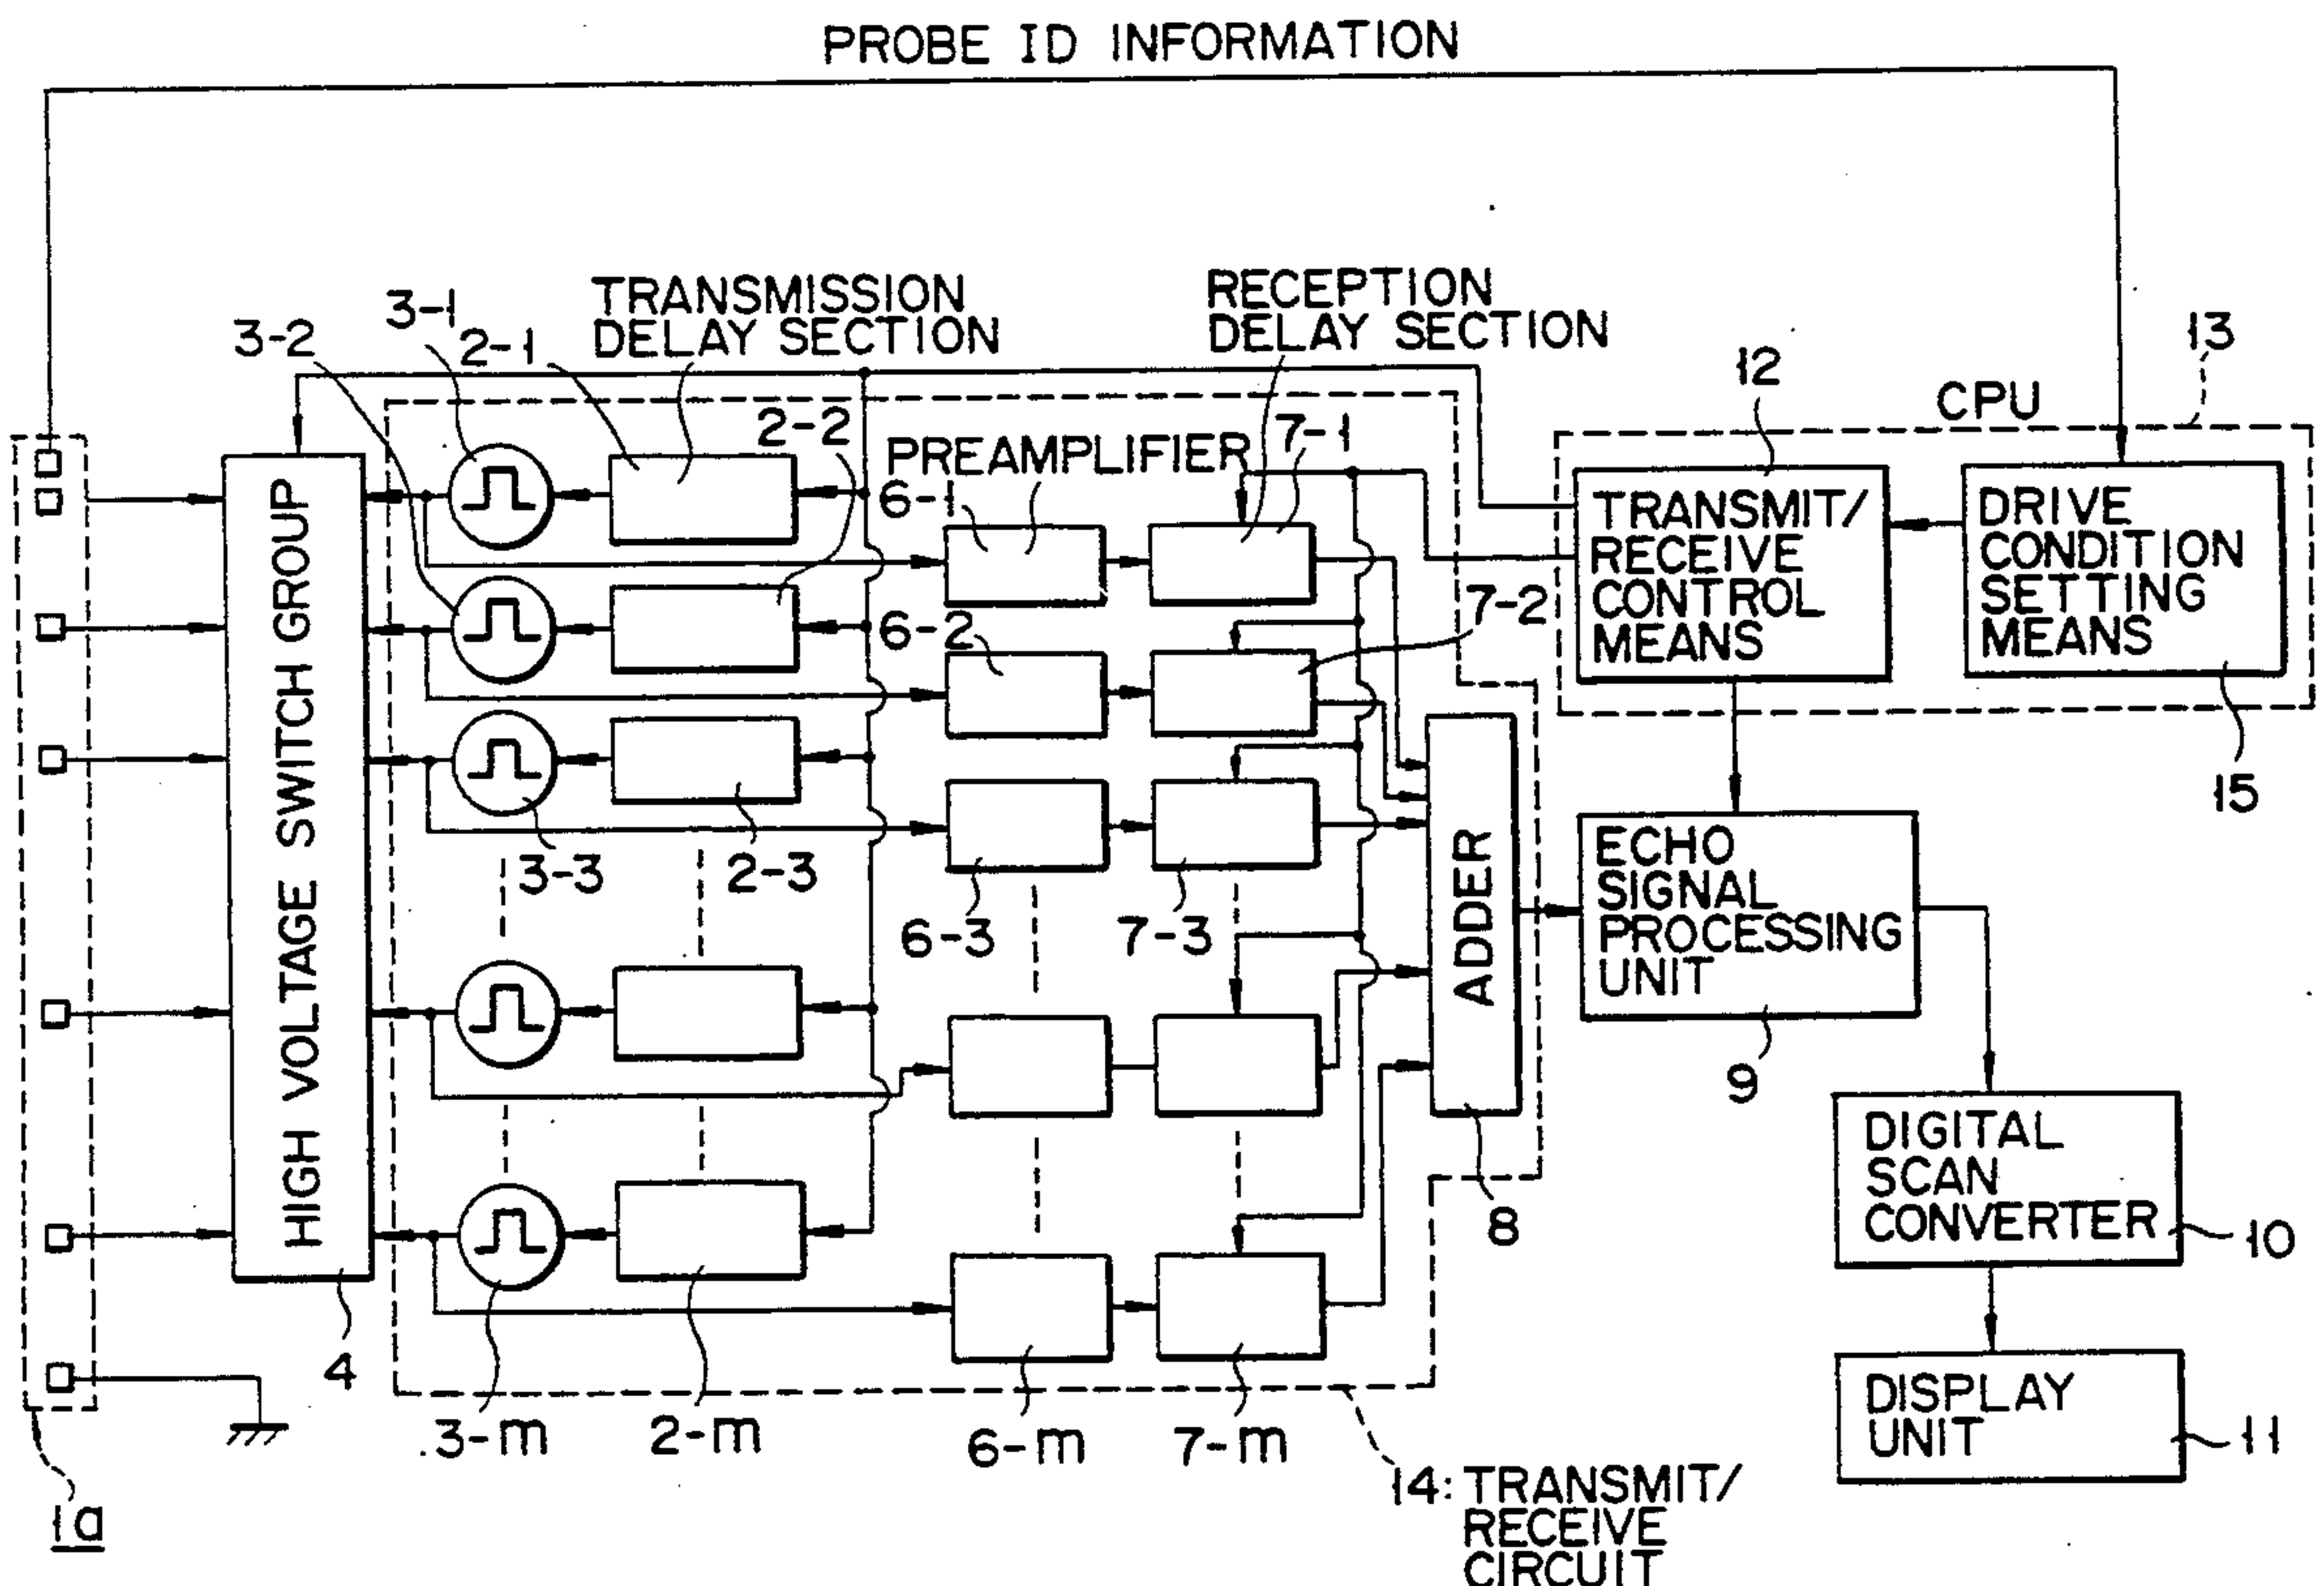 PROBE ID INFORMATION
3-2
3-1
2-1
TRANSMISSION
DELAY SECTION
RECEPTION
DELAY SECTION
2-2
PREAMPLIFIER
7-1
6-1
12
13
CPU
TRANSMIT/
RECEIVE
CONTROL
MEANS
DRIVE
CONDITION
SETTING
MEANS
HIGH VOLTAGE SWITCH GROUP
6-2
7-2
15
3-3
2-3
6-3
7-3
ADDER
ECHO
SIGNAL
PROCESSING
UNIT
9
8
DIGITAL
SCAN
CONVERTER
10
4
3-m
2-m
6-m
7-m
DISPLAY
UNIT
11
1a
14: TRANSMIT/
RECEIVE
CIRCUIT